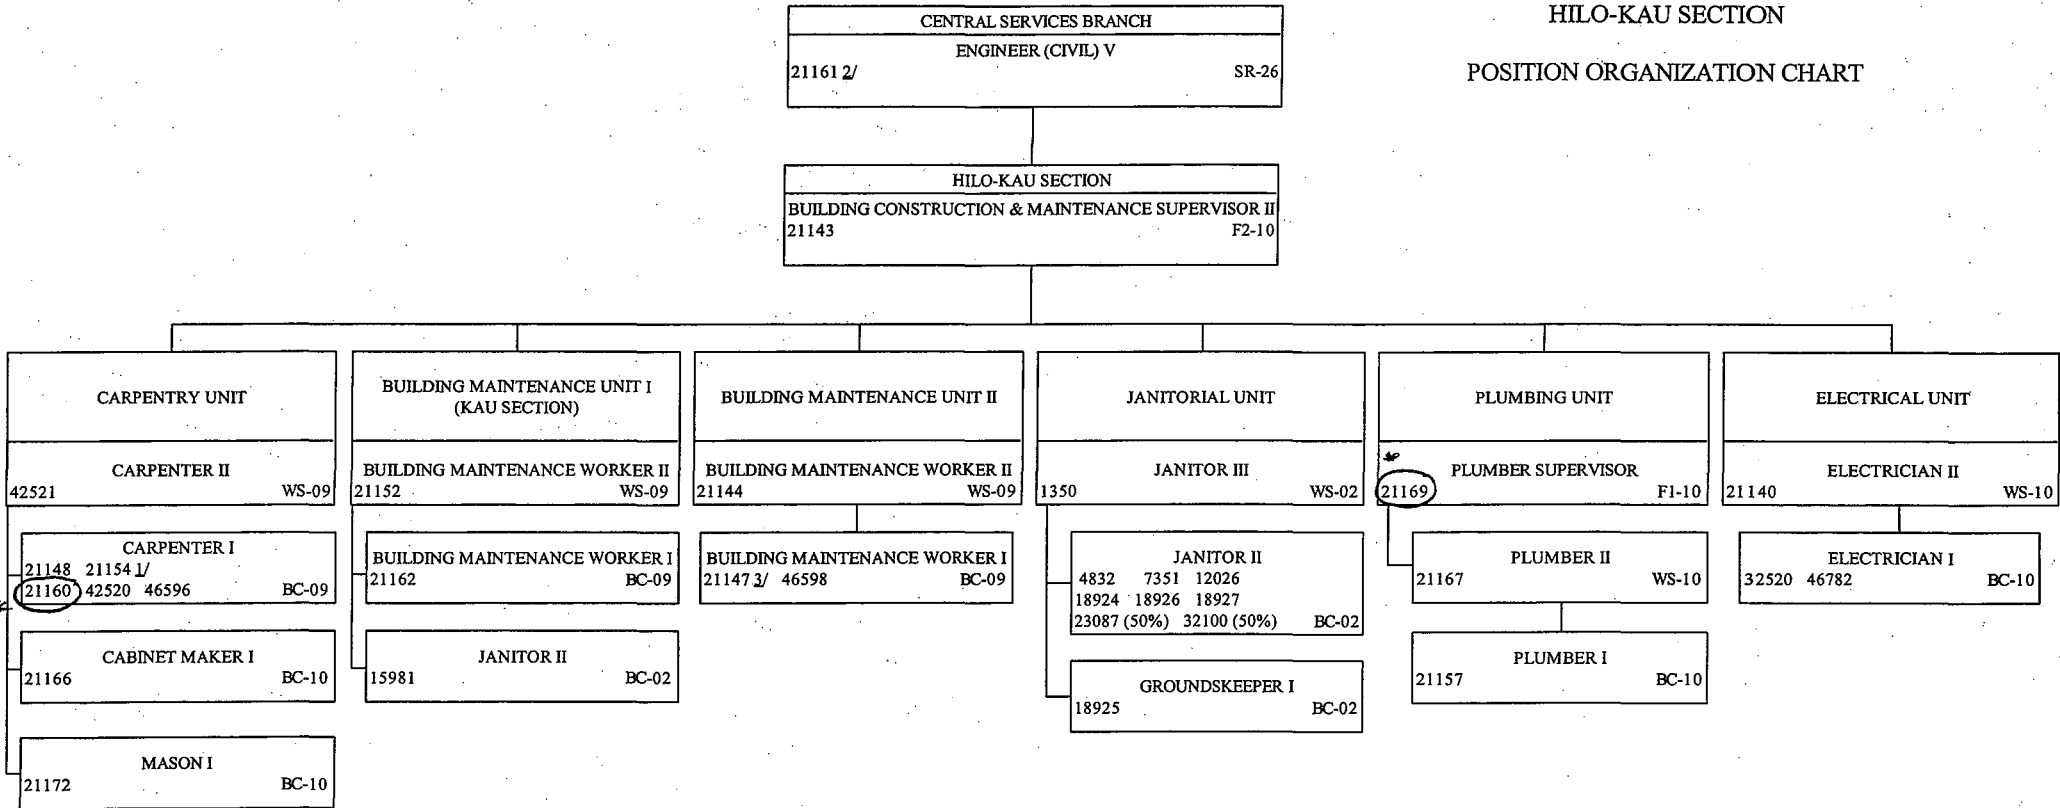 HILO-KAU SECTION
POSITION ORGANIZATION CHART
CENTRAL SERVICES BRANCH
ENGINEER (CIVIL) V
21161 2/ SR-26
HILO-KAU SECTION
BUILDING CONSTRUCTION & MAINTENANCE SUPERVISOR II
21143 F2-10
CARPENTRY UNIT
CARPENTER II
42521 WS-09
CARPENTER I
21148 21154 1/
21160 42520 46596 BC-09
CABINET MAKER I
21166 BC-10
MASON I
21172 BC-10
BUILDING MAINTENANCE UNIT I
(KAU SECTION)
BUILDING MAINTENANCE WORKER II
21152 WS-09
BUILDING MAINTENANCE WORKER I
21162 BC-09
JANITOR II
15981 BC-02
BUILDING MAINTENANCE UNIT II
BUILDING MAINTENANCE WORKER II
21144 WS-09
BUILDING MAINTENANCE WORKER I
21147 3/ 46598 BC-09
JANITORIAL UNIT
JANITOR III
1350 WS-02
JANITOR II
4832 7351 12026
18924 18926 18927
23087 (50%) 32100 (50%) BC-02
GROUNDSKEEPER I
18925 BC-02
PLUMBING UNIT
PLUMBER SUPERVISOR
21169 F1-10
PLUMBER II
21167 WS-10
PLUMBER I
21157 BC-10
ELECTRICAL UNIT
ELECTRICIAN II
21140 WS-10
ELECTRICIAN I
32520 46782 BC-10